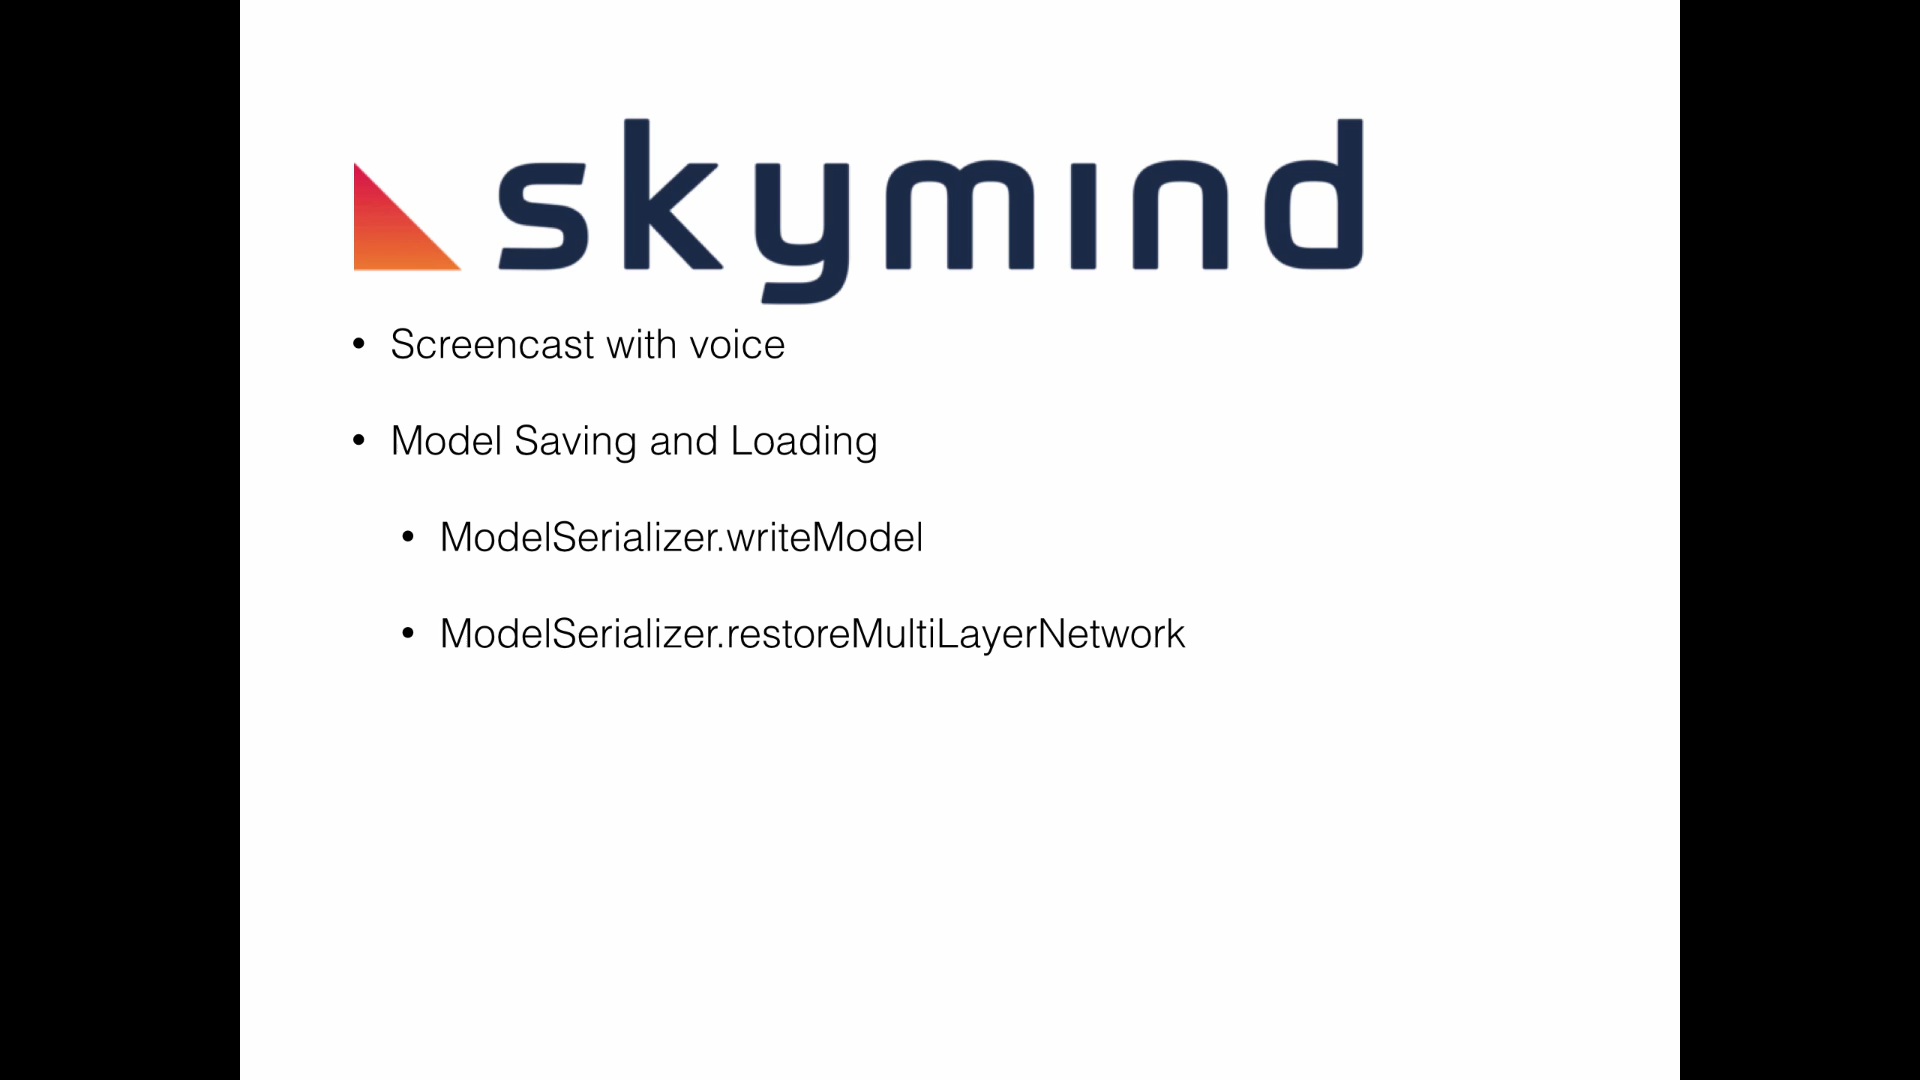 skymind
• Screencast with voice
• Model Saving and Loading
• ModelSerializer.writeModel
• ModelSerializer.restoreMultiLayerNetwork